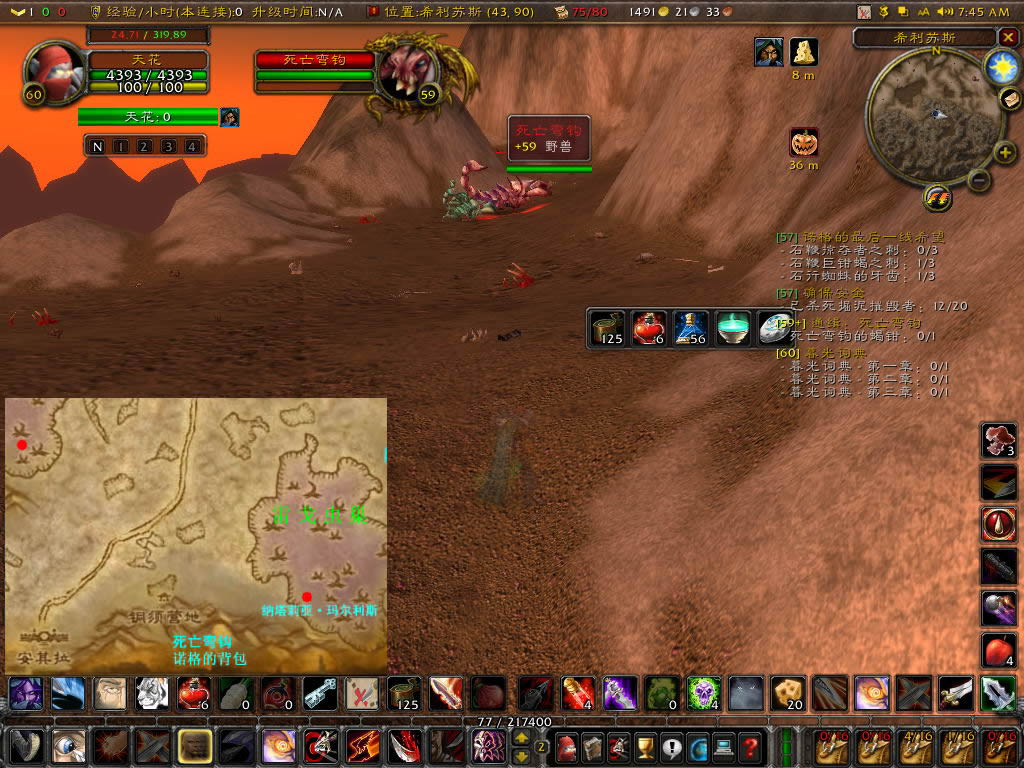 1 0 0 经验/小时(本连接):0 升级时间:N/A 位置:希利苏斯 (43, 90) 75/80 1491 21 33 7:45 AM
24.71 / 319.89
天花
4393 / 4393
100 / 100
60
天花: 0
N 1 2 3 4
死亡弯钩
59
死亡弯钩
+59 野兽
8 m
36 m
希利苏斯
N
[57] 诺格的最后一线希望
- 石鞭掠夺者之刺: 0/3
- 石鞭巨钳蝎之刺: 1/3
- 石行蜘蛛的牙齿: 1/3
[57] 确保安全
- 已杀死掘泥摧毁者: 12/20
[59+] 通缉: 死亡弯钩
死亡弯钩的蝎钳: 0/1
[60] 暮光词典
- 暮光词典 - 第一章: 0/1
- 暮光词典 - 第二章: 0/1
- 暮光词典 - 第三章: 0/1
125 6 56
雷戈虫巢
纳塔莉亚·玛尔利斯
铜须营地
死亡弯钩
诺格的背包
安其拉
3
4
6 0 0 125 4 0 4 20
77 / 217400
2
0/16 0/16 4/16 1/16 0/16